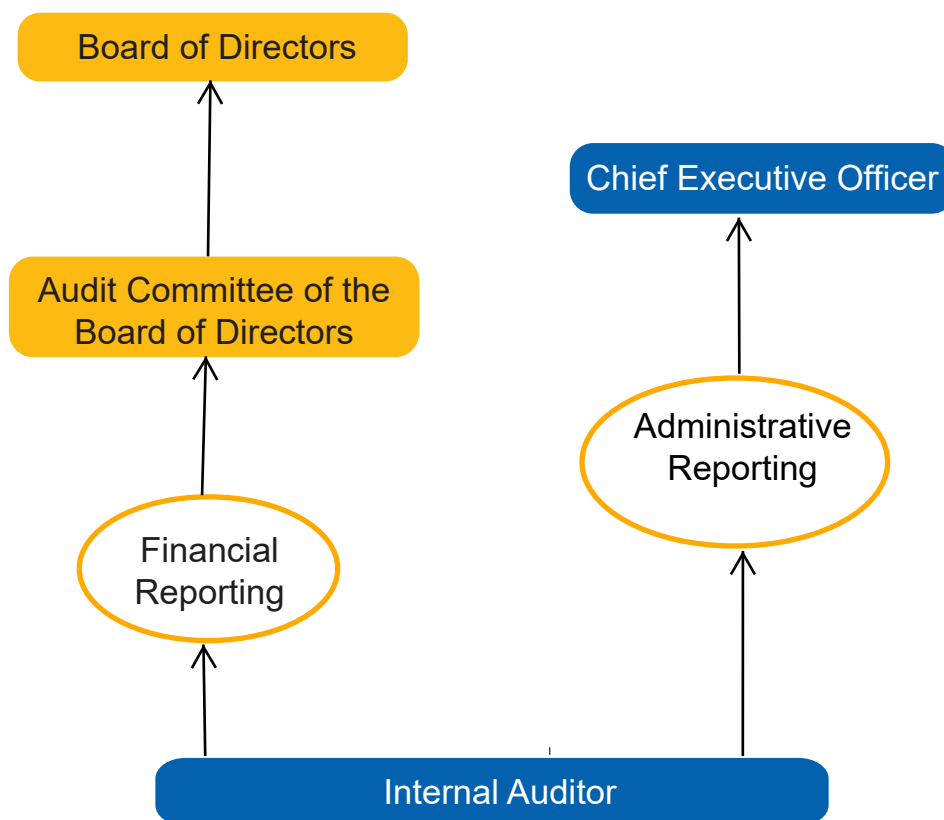 Board of Directors
Chief Executive Officer
Audit Committee of the
Board of Directors
Administrative
Reporting
Financial
Reporting
Internal Auditor